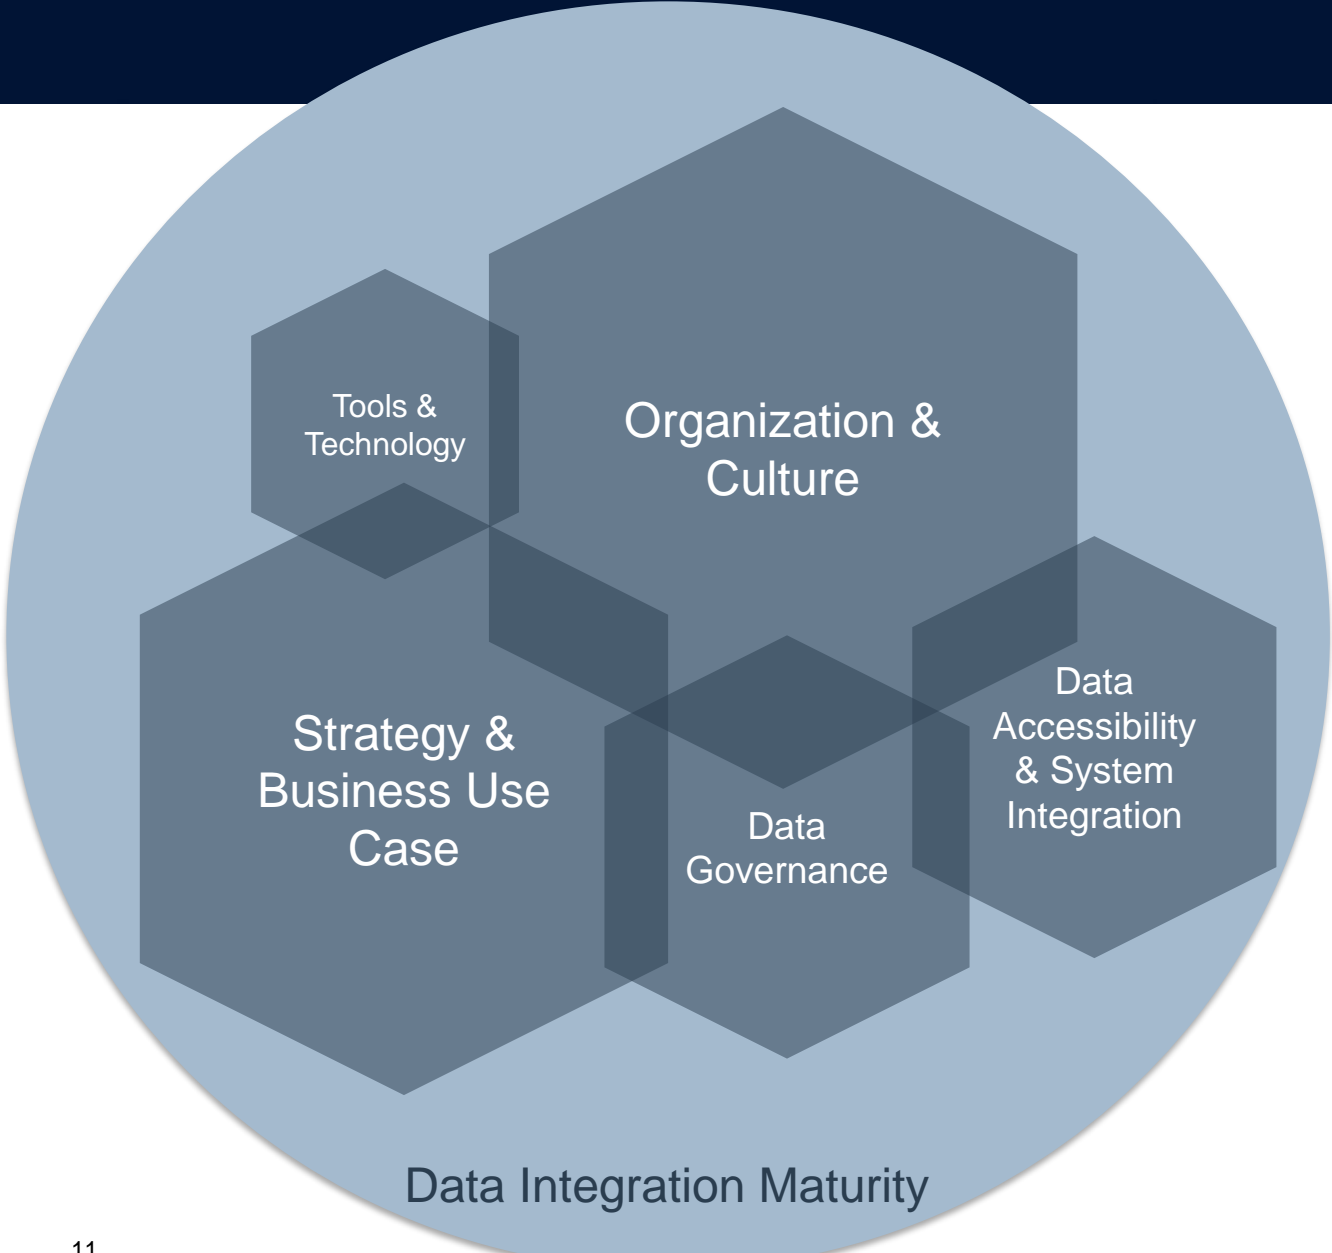 Tools &
Technology
Organization &
Culture
Strategy &
Business Use
Case
Data
Governance
Data
Accessibility
& System
Integration
Data Integration Maturity
11